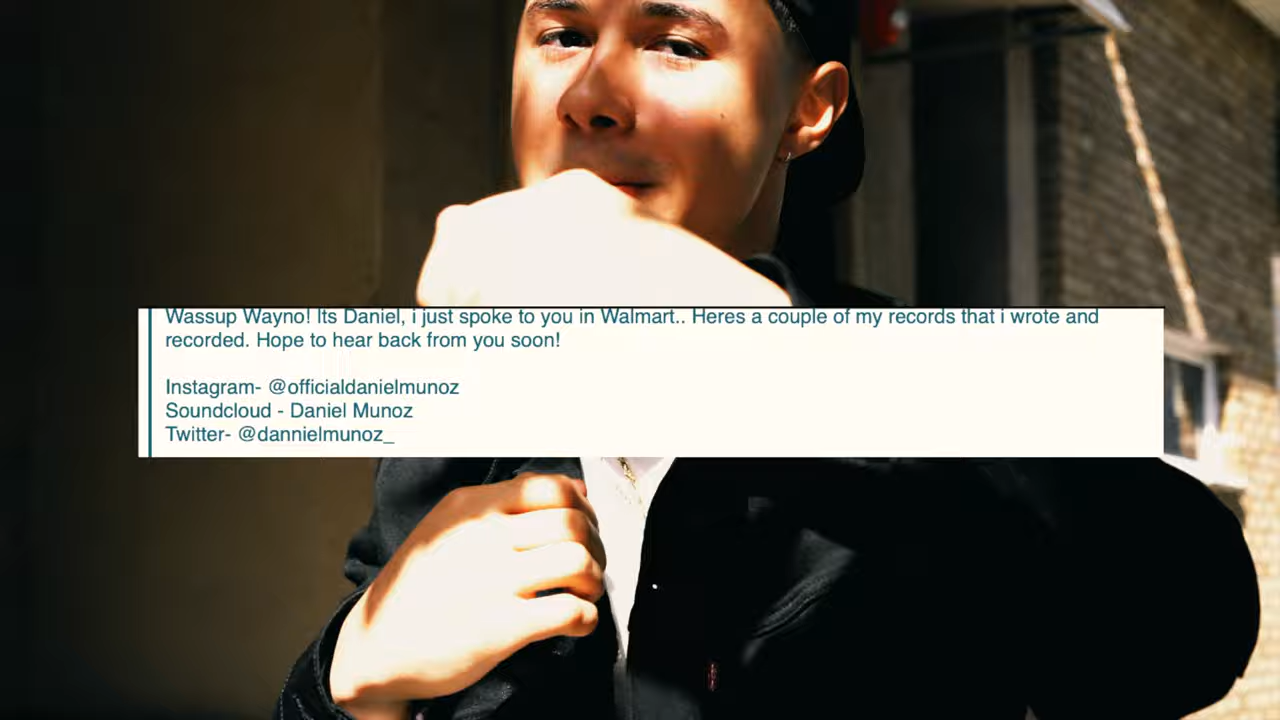 Wassup Wayno! Its Daniel, i just spoke to you in Walmart.. Heres a couple of my records that i wrote and
recorded. Hope to hear back from you soon!
Instagram- @officialdanielmunoz
Soundcloud - Daniel Munoz
Twitter- @dannielmunoz_